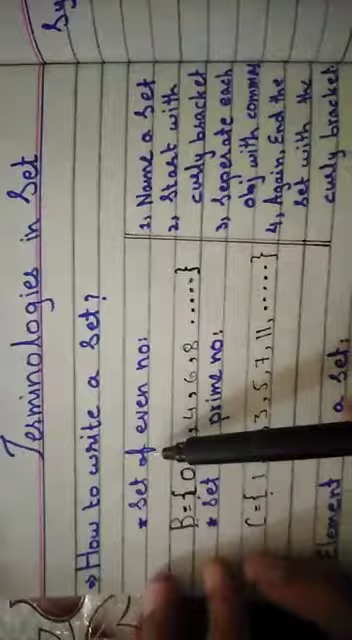 Sy
Terminologies in Set
→ How to write a Set?
* Set of even no:
B = {0, 4, 6, 8 .....}
* Set prime no:
C = { 1 3, 5, 7, 11, ......}
Element a Set:
1, Name a Set
2, Start with
curly bracket
3, Seperate each
obj with comma
4, Again, End the
Set with the
curly bracket